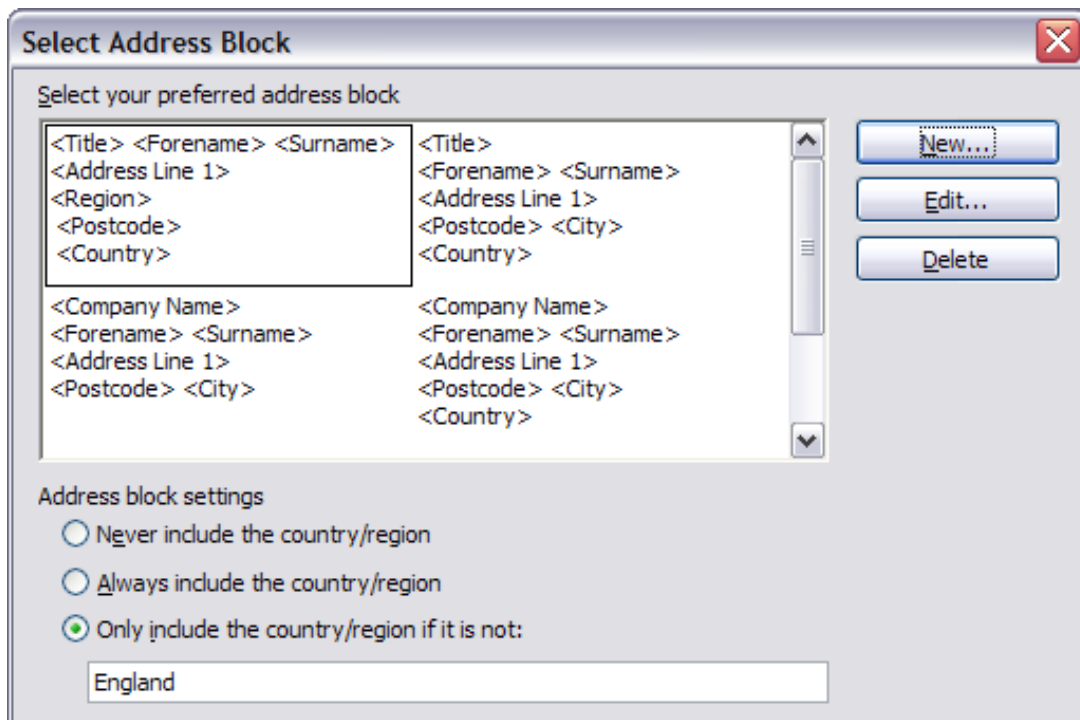 Select Address Block
Select your preferred address block
<Title> <Forename> <Surname>
<Address Line 1>
<Region>
<Postcode>
<Country>
<Title>
<Forename> <Surname>
<Address Line 1>
<Postcode> <City>
<Country>
<Company Name>
<Forename> <Surname>
<Address Line 1>
<Postcode> <City>
<Company Name>
<Forename> <Surname>
<Address Line 1>
<Postcode> <City>
<Country>
New...
Edit...
Delete
Address block settings
Never include the country/region
Always include the country/region
Only include the country/region if it is not:
England